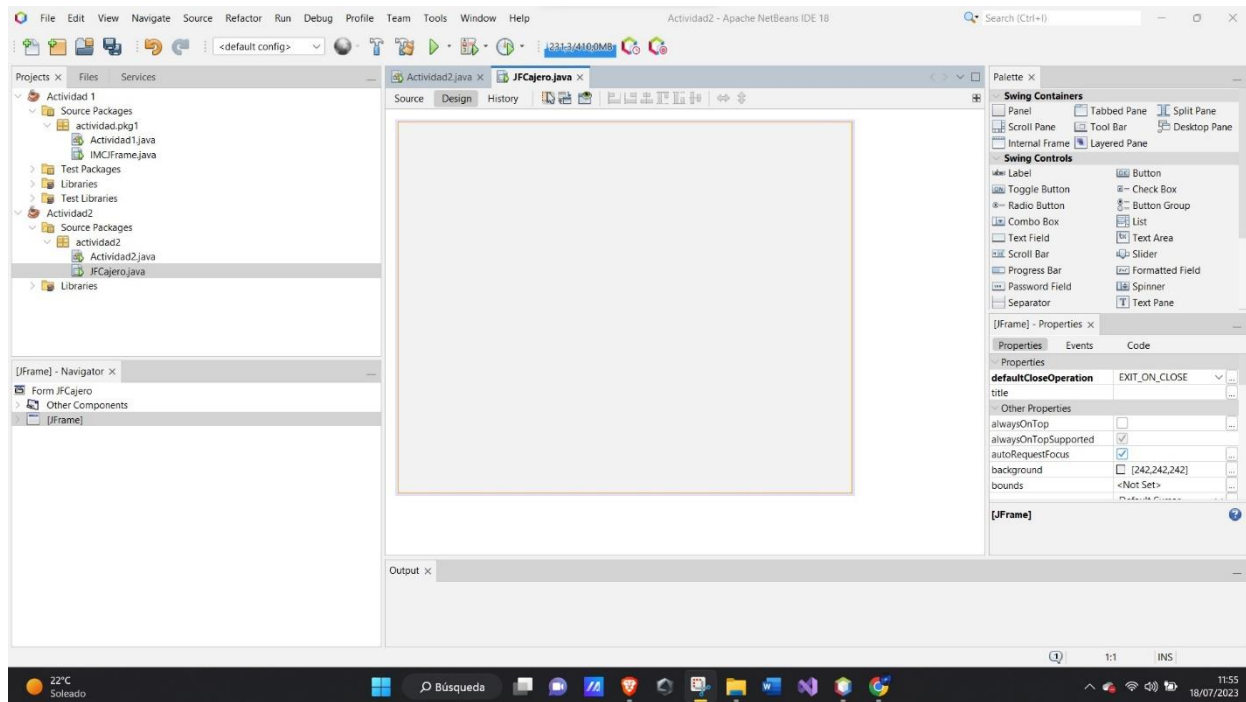 File Edit View Navigate Source Refactor Run Debug Profile Team Tools Window Help
Actividad2 - Apache NetBeans IDE 18
Search (Ctrl+I)
<default config>
231.3/410.0MB
Projects Files Services
Actividad 1
Source Packages
actividad.pkg1
Actividad1.java
IMCJFrame.java
Test Packages
Libraries
Test Libraries
Actividad2
Source Packages
actividad2
Actividad2.java
JFCajero.java
Libraries
[JFrame] - Navigator
Form JFCajero
Other Components
[JFrame]
Actividad2.java JFCajero.java
Source Design History
Palette
Swing Containers
Panel Tabbed Pane Split Pane
Scroll Pane Tool Bar Desktop Pane
Internal Frame Layered Pane
Swing Controls
Label Button
Toggle Button Check Box
Radio Button Button Group
Combo Box List
Text Field Text Area
Scroll Bar Slider
Progress Bar Formatted Field
Password Field Spinner
Separator Text Pane
[JFrame] - Properties
Properties Events Code
Properties
defaultCloseOperation EXIT_ON_CLOSE ...
title ...
Other Properties
alwaysOnTop ...
alwaysOnTopSupported
autoRequestFocus ...
background [242,242,242] ...
bounds <Not Set> ...
[JFrame]
Output
1:1 INS
22°C
Soleado
Búsqueda
11:55
18/07/2023